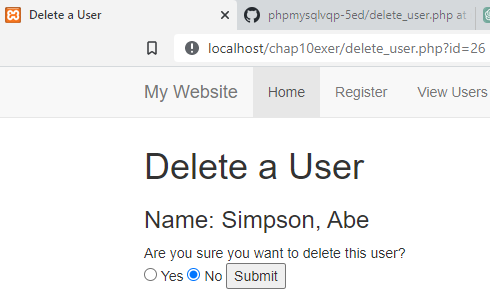 Delete a User
phpmysqlvqp-5ed/delete_user.php at
localhost/chap10exer/delete_user.php?id=26
My Website Home Register View Users
Delete a User
Name: Simpson, Abe
Are you sure you want to delete this user?
Yes No Submit